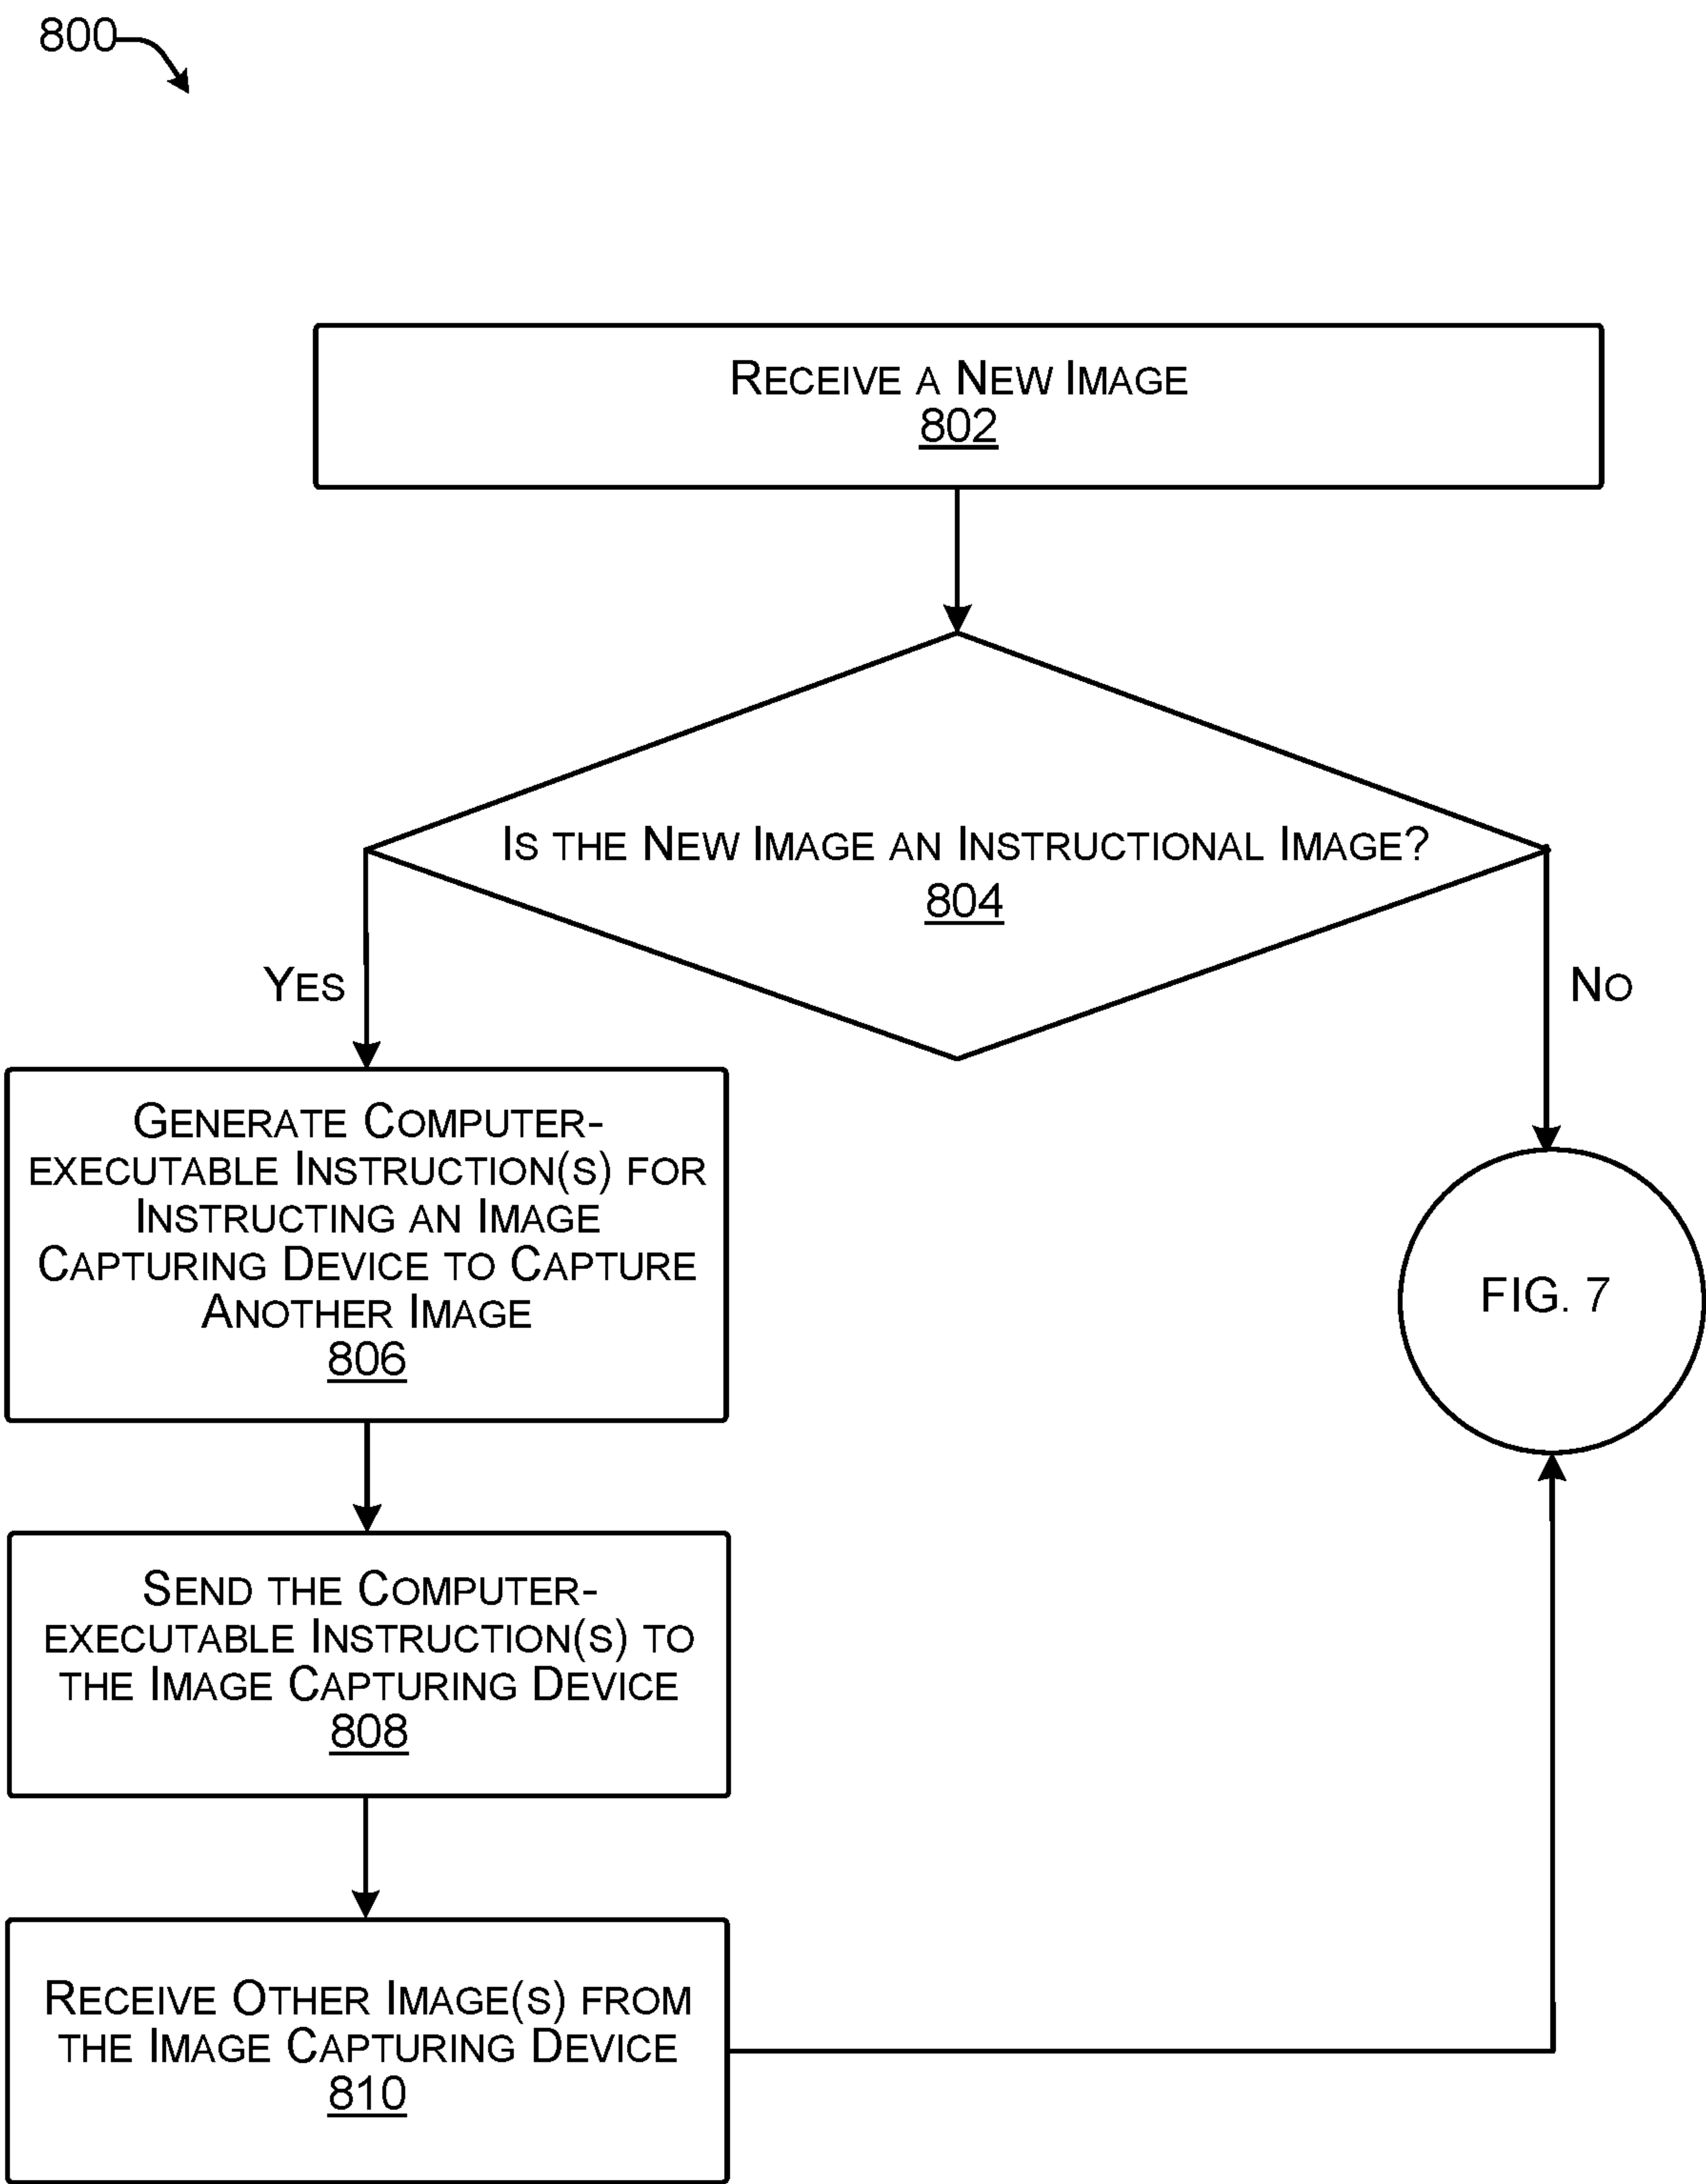 800
RECEIVE A NEW IMAGE
802
IS THE NEW IMAGE AN INSTRUCTIONAL IMAGE?
804
YES
NO
GENERATE COMPUTER-
EXECUTABLE INSTRUCTION(S) FOR
INSTRUCTING AN IMAGE
CAPTURING DEVICE TO CAPTURE
ANOTHER IMAGE
806
FIG. 7
SEND THE COMPUTER-
EXECUTABLE INSTRUCTION(S) TO
THE IMAGE CAPTURING DEVICE
808
RECEIVE OTHER IMAGE(S) FROM
THE IMAGE CAPTURING DEVICE
810